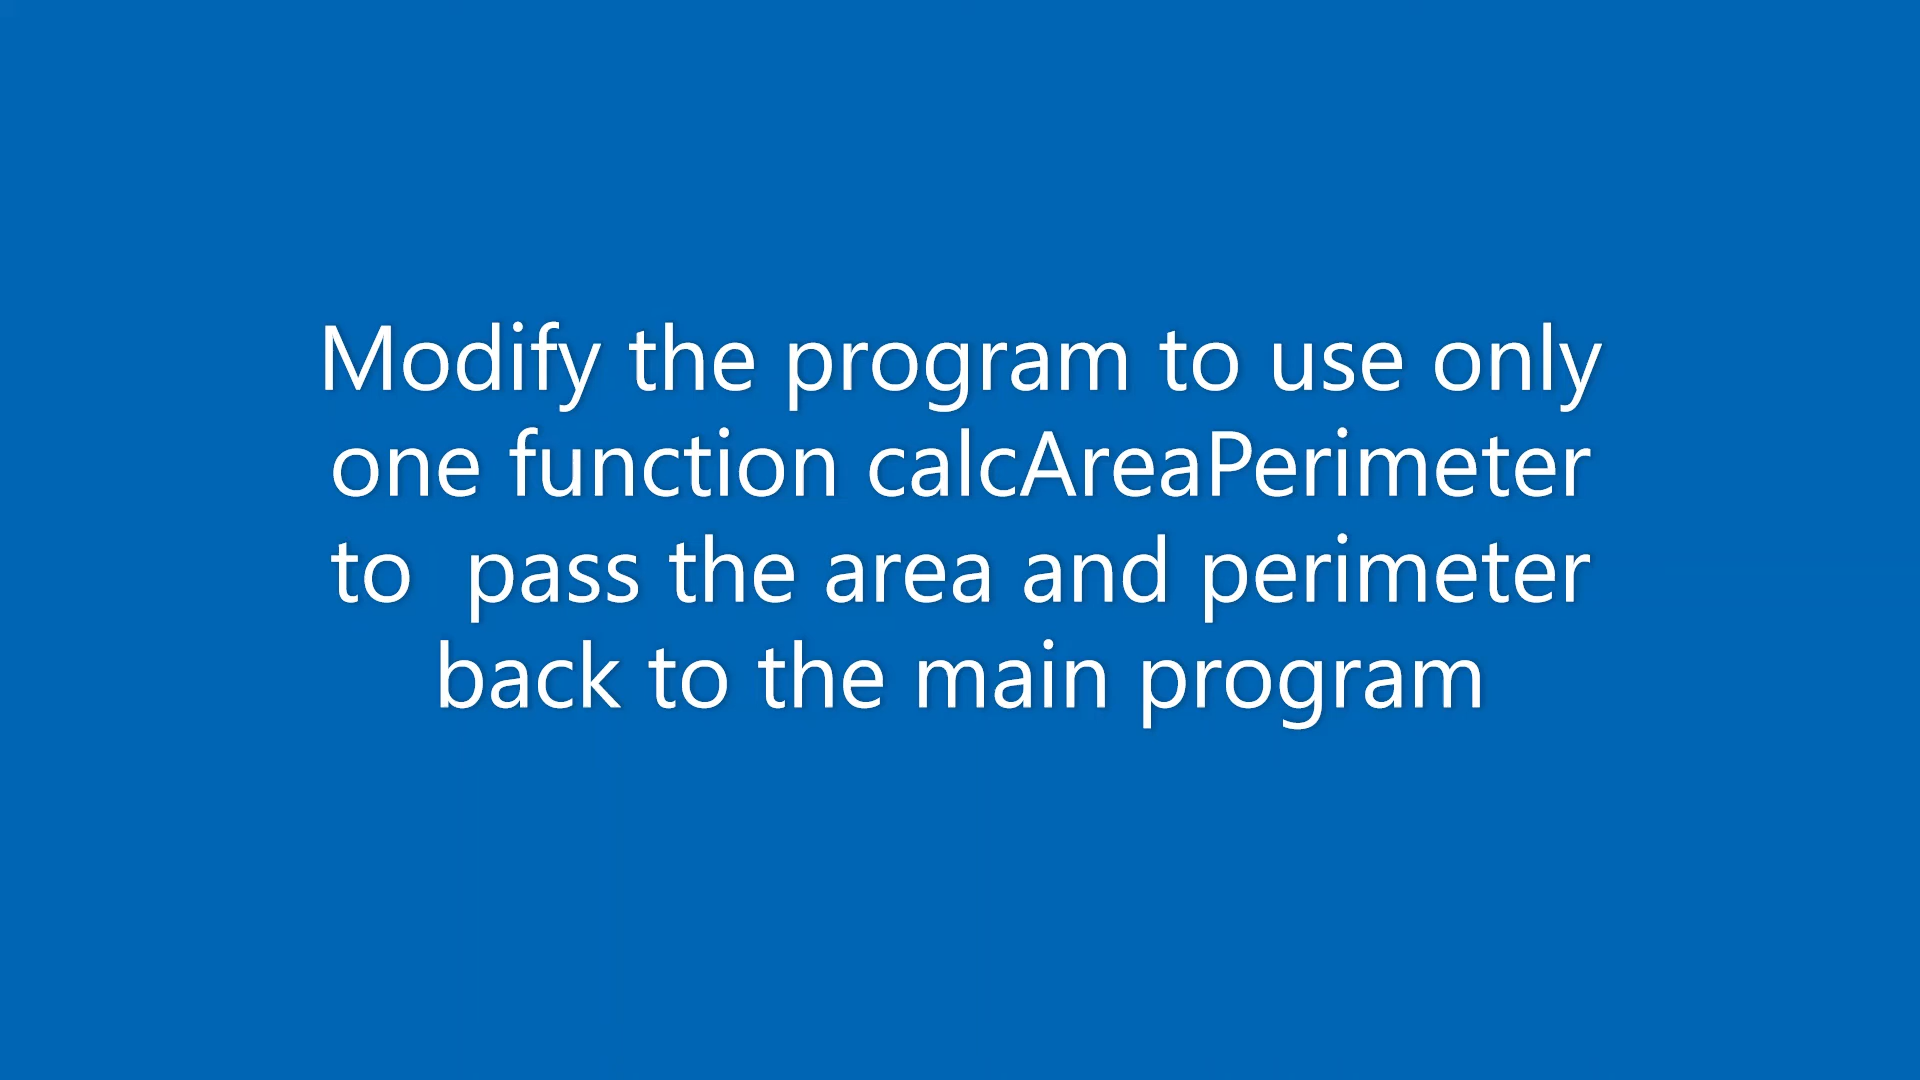 Modify the program to use only
one function calcAreaPerimeter
to  pass the area and perimeter
back to the main program